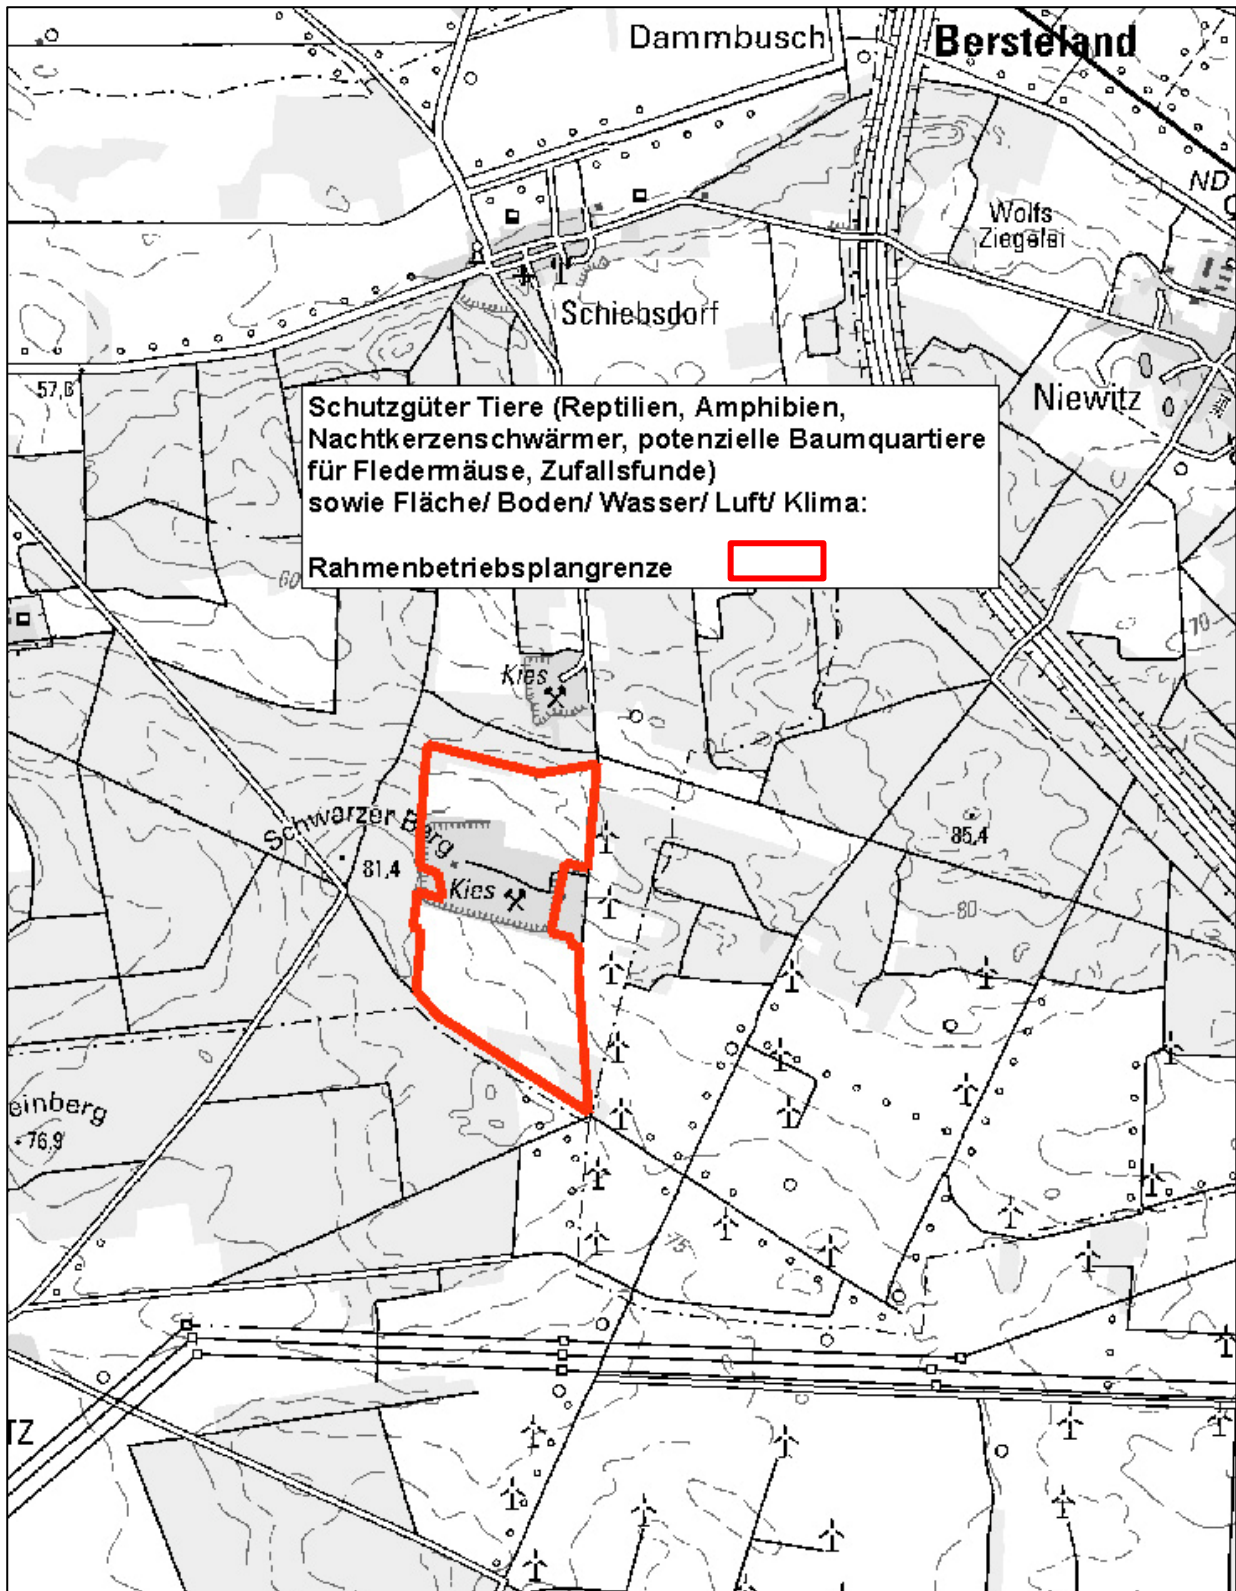 Dammbusch
Bersteland
ND
Wolfs
Ziegelei
Schiebsdorf
57,6
Niewitz
Schutzgüter Tiere (Reptilien, Amphibien,
Nachtkerzenschwärmer, potenzielle Baumquartiere
für Fledermäuse, Zufallsfunde)
sowie Fläche/ Boden/ Wasser/ Luft/ Klima:
Rahmenbetriebsplangrenze
60
70
Kies
Schwarzer Berg
81,4
Kies
85,4
80
einberg
76,9
75
TZ